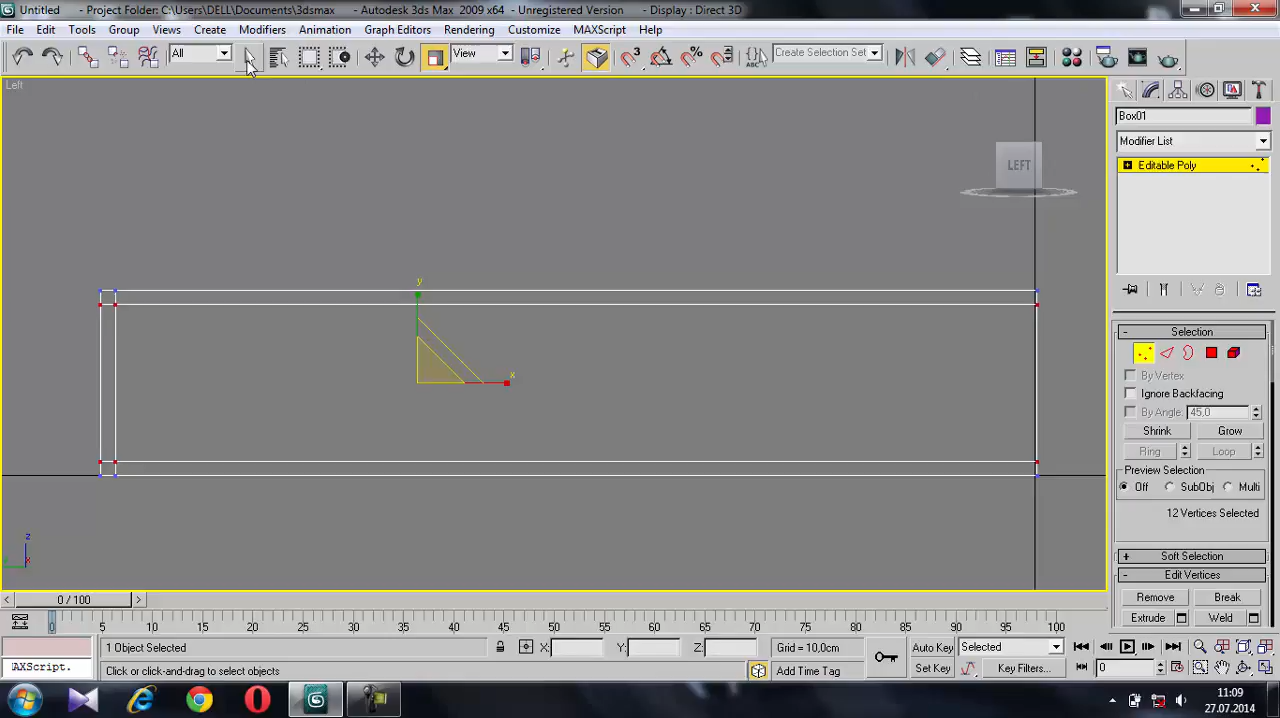 Untitled - Project Folder: C:\Users\DELL\Documents\3dsmax - Autodesk 3ds Max 2009 x64 - Unregistered Version - Display : Direct 3D
File Edit Tools Group Views Create Modifiers Animation Graph Editors Rendering Customize MAXScript Help
All View 3 % ABC Create Selection Set
Left
LEFT
y
x
z
x
Box01
Modifier List
Editable Poly
Selection
By Vertex
Ignore Backfacing
By Angle: 45,0
Shrink Grow
Ring Loop
Preview Selection
Off SubObj Multi
12 Vertices Selected
Soft Selection
Edit Vertices
Remove Break
Extrude Weld
0 / 100
0 5 10 15 20 25 30 35 40 45 50 55 60 65 70 75 80 85 90 95 100
1 Object Selected X: Y: Z: Grid = 10,0cm Auto Key Selected
AXScript. Click or click-and-drag to select objects Add Time Tag Set Key Key Filters... 0
11:09
27.07.2014